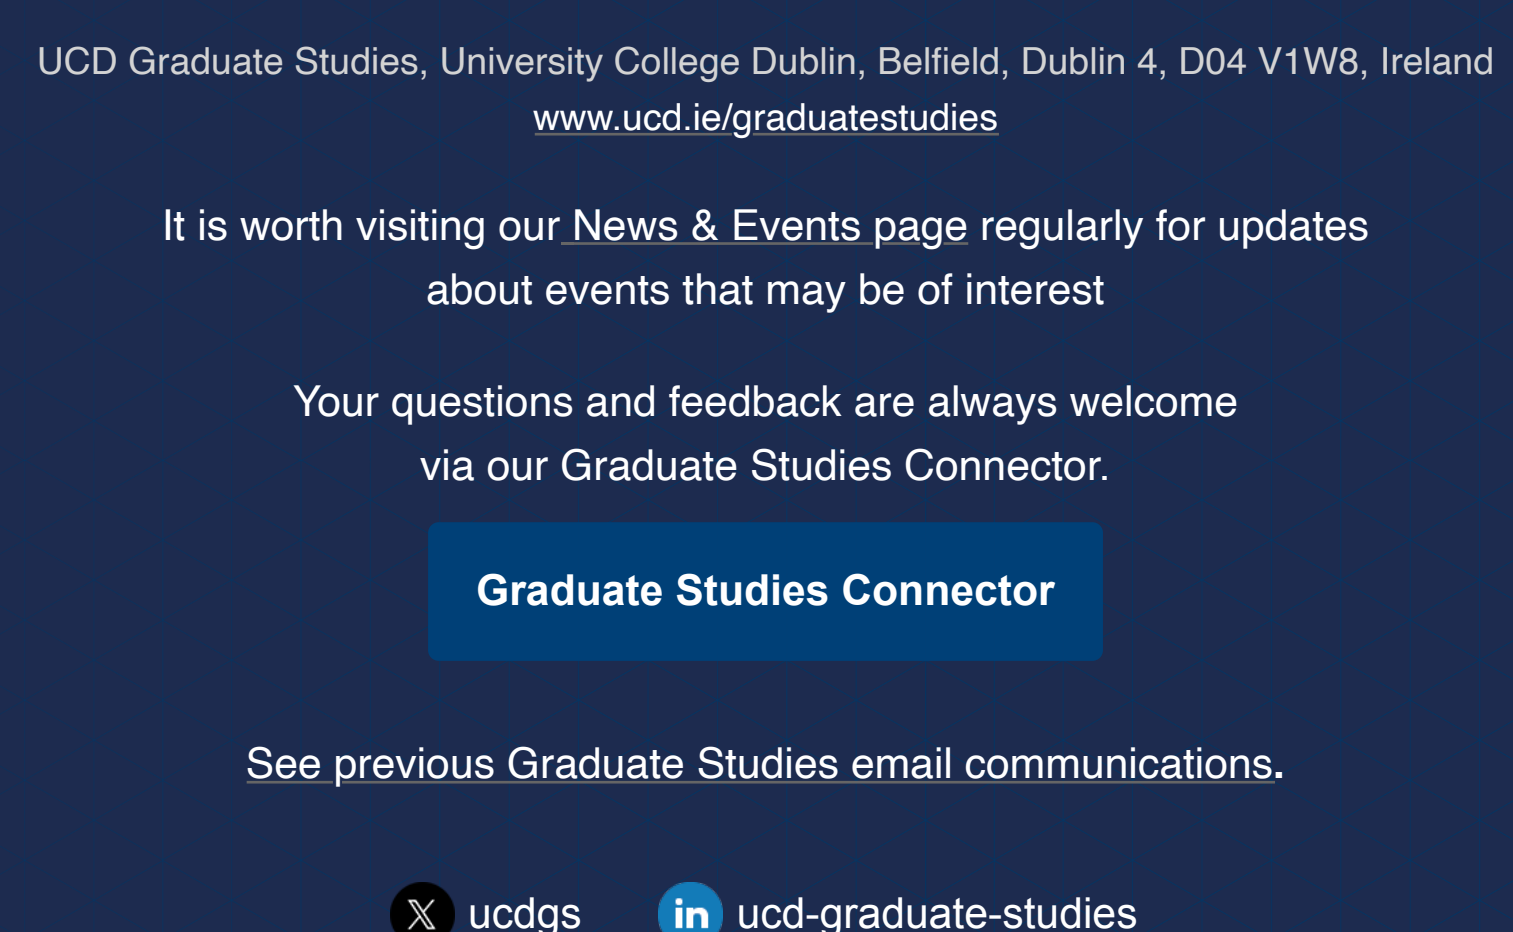 UCD Graduate Studies, University College Dublin, Belfield, Dublin 4, D04 V1W8, Ireland
www.ucd.ie/graduatestudies
It is worth visiting our News & Events page regularly for updates
about events that may be of interest
Your questions and feedback are always welcome
via our Graduate Studies Connector.
Graduate Studies Connector
See previous Graduate Studies email communications.
X ucdgs in ucd-graduate-studies